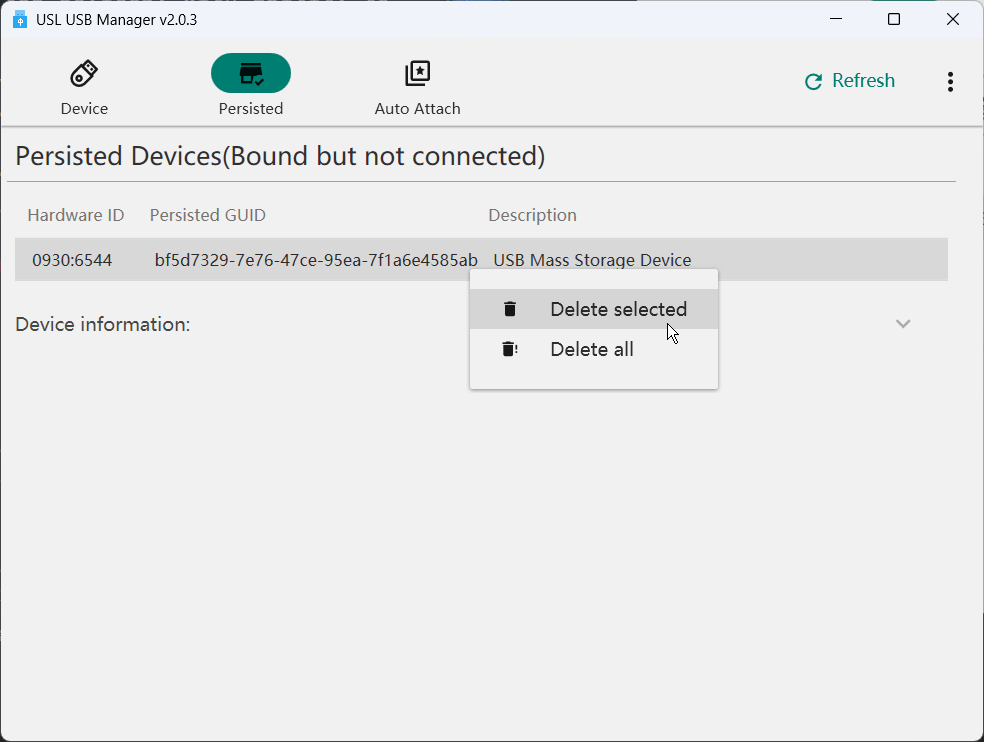 USL USB Manager v2.0.3
Device
Persisted
Auto Attach
Refresh
Persisted Devices(Bound but not connected)
Hardware ID Persisted GUID Description
0930:6544 bf5d7329-7e76-47ce-95ea-7f1a6e4585ab USB Mass Storage Device
Delete selected
Device information:
Delete all